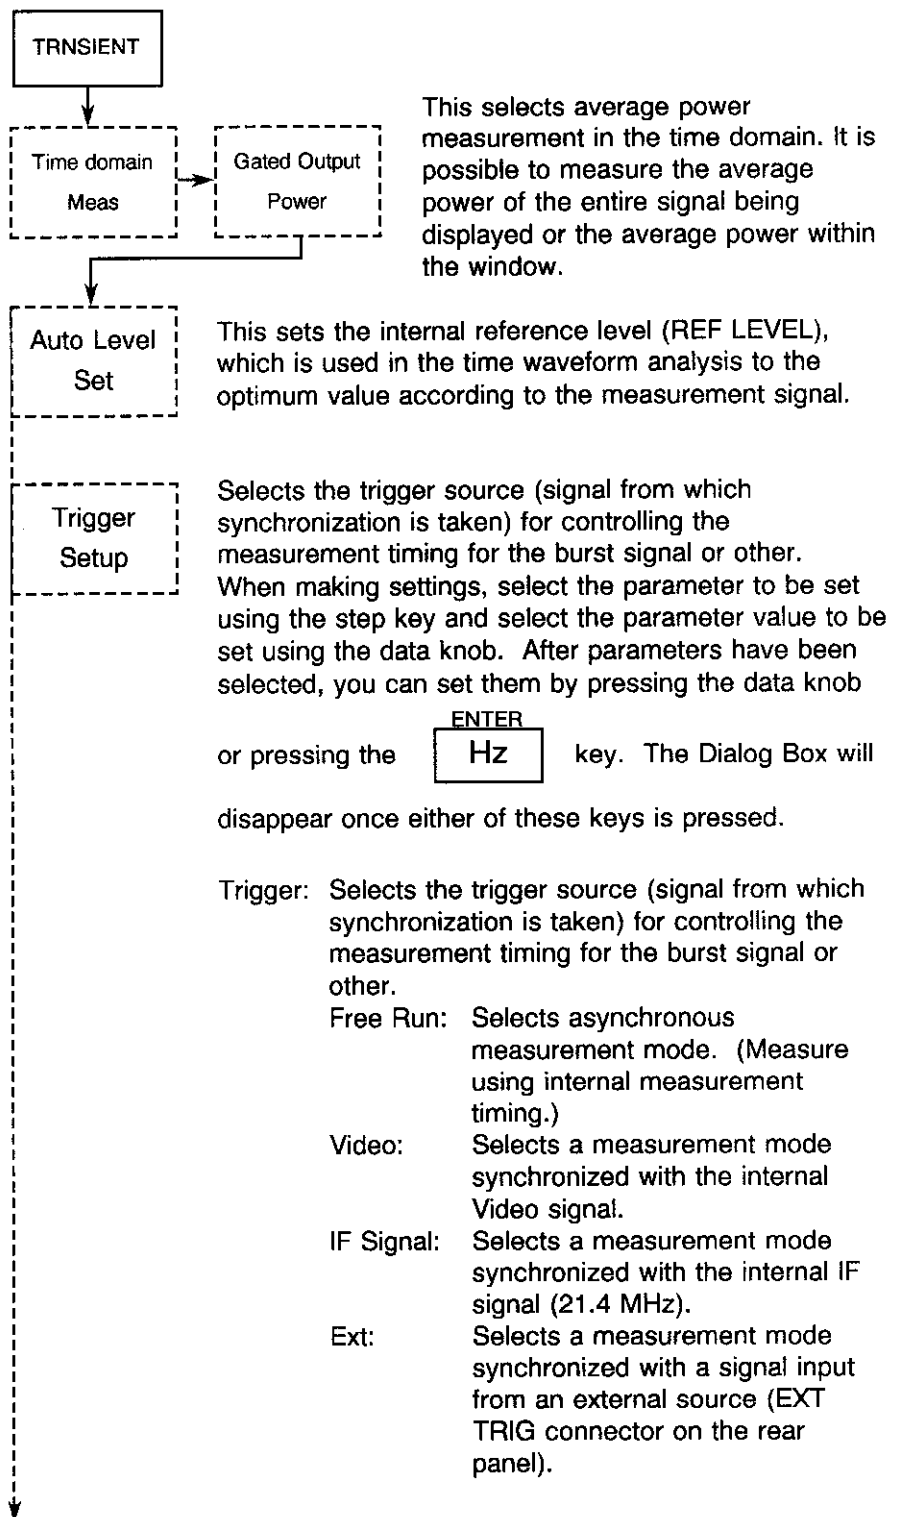 TRNSIENT
Time domain
Meas
Gated Output
Power
This selects average power
measurement in the time domain. It is
possible to measure the average
power of the entire signal being
displayed or the average power within
the window.
Auto Level
Set
This sets the internal reference level (REF LEVEL),
which is used in the time waveform analysis to the
optimum value according to the measurement signal.
Trigger
Setup
Selects the trigger source (signal from which
synchronization is taken) for controlling the
measurement timing for the burst signal or other.
When making settings, select the parameter to be set
using the step key and select the parameter value to be
set using the data knob. After parameters have been
selected, you can set them by pressing the data knob
ENTER
or pressing the Hz key. The Dialog Box will
disappear once either of these keys is pressed.
Trigger: Selects the trigger source (signal from which
synchronization is taken) for controlling the
measurement timing for the burst signal or
other.
Free Run: Selects asynchronous
measurement mode. (Measure
using internal measurement
timing.)
Video: Selects a measurement mode
synchronized with the internal
Video signal.
IF Signal: Selects a measurement mode
synchronized with the internal IF
signal (21.4 MHz).
Ext: Selects a measurement mode
synchronized with a signal input
from an external source (EXT
TRIG connector on the rear
panel).